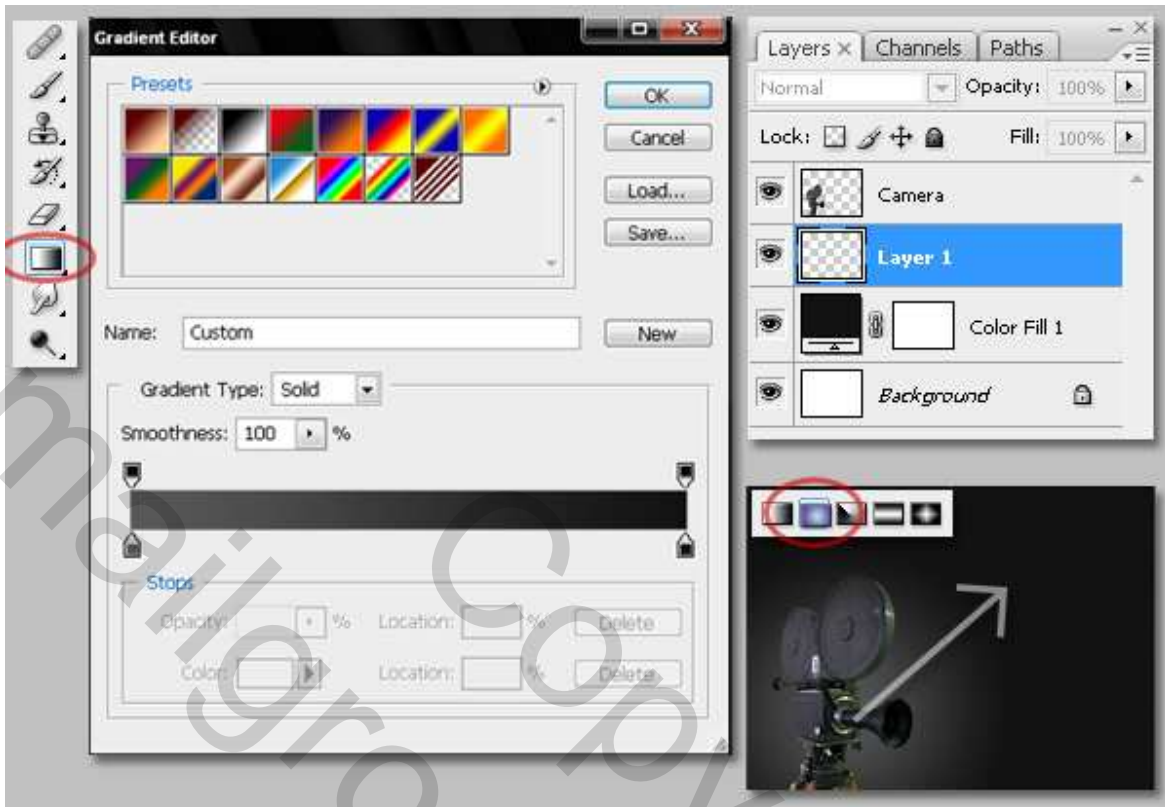 Gradient Editor
Presets
OK
Cancel
Load...
Save...
Name: Custom
New
Gradient Type: Solid
Smoothness: 100 %
Stops
Opacity: % Location: % Delete
Color: Location: % Delete
Layers × Channels Paths
Normal Opacity: 100%
Lock: Fill: 100%
Camera
Layer 1
Color Fill 1
Background